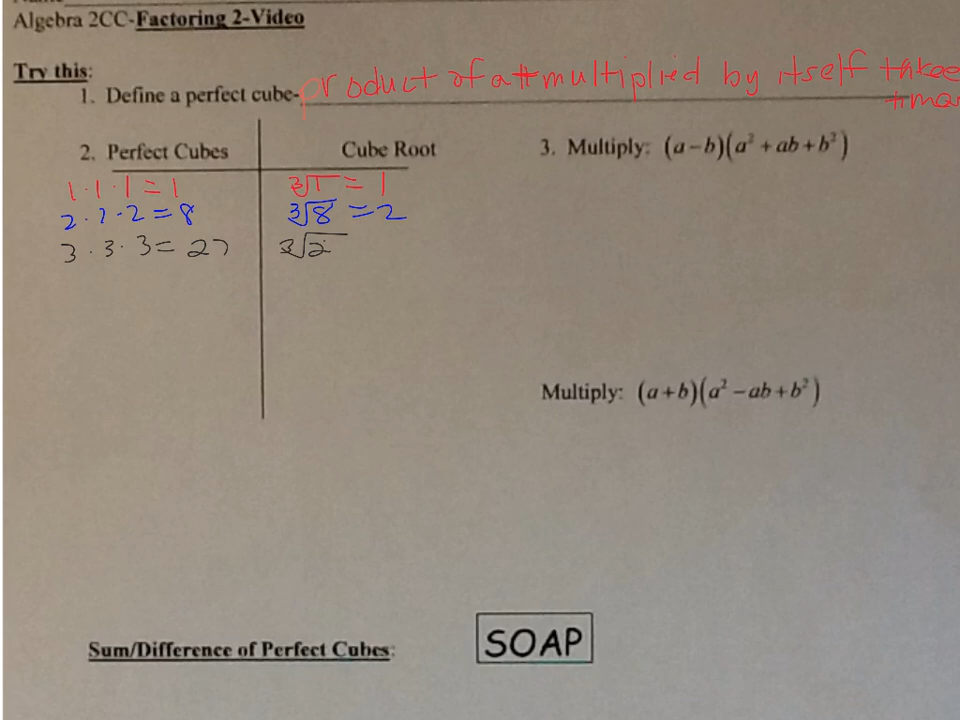 Algebra 2CC-Factoring 2-Video
Try this:
1. Define a perfect cube- product of a # multiplied by itself
2. Perfect Cubes Cube Root
1·1·1=1 ∛1 = 1
2·2·2=8 ∛8 = 2
3·3·3=27 ∛2
3. Multiply: (a−b)(a²+ab+b²)
Multiply: (a+b)(a²−ab+b²)
Sum/Difference of Perfect Cubes: SOAP